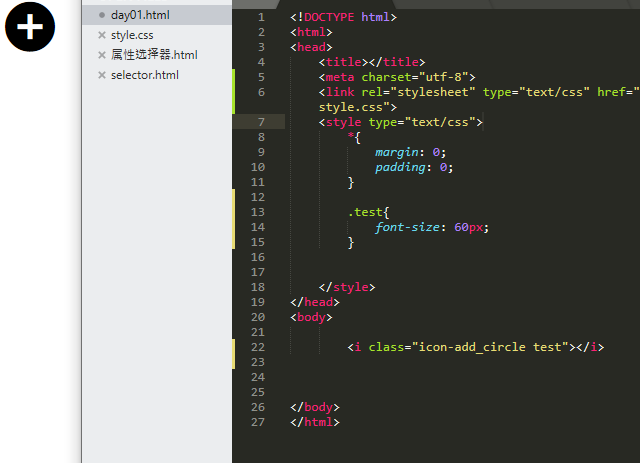 day01.html
style.css
属性选择器.html
selector.html
1 <!DOCTYPE html>
2 <html>
3 <head>
4 <title></title>
5 <meta charset="utf-8">
6 <link rel="stylesheet" type="text/css" href="
style.css">
7 <style type="text/css">
8 *{
9 margin: 0;
10 padding: 0;
11 }
12
13 .test{
14 font-size: 60px;
15 }
16
17
18 </style>
19 </head>
20 <body>
21
22 <i class="icon-add_circle test"></i>
23
24
25
26 </body>
27 </html>